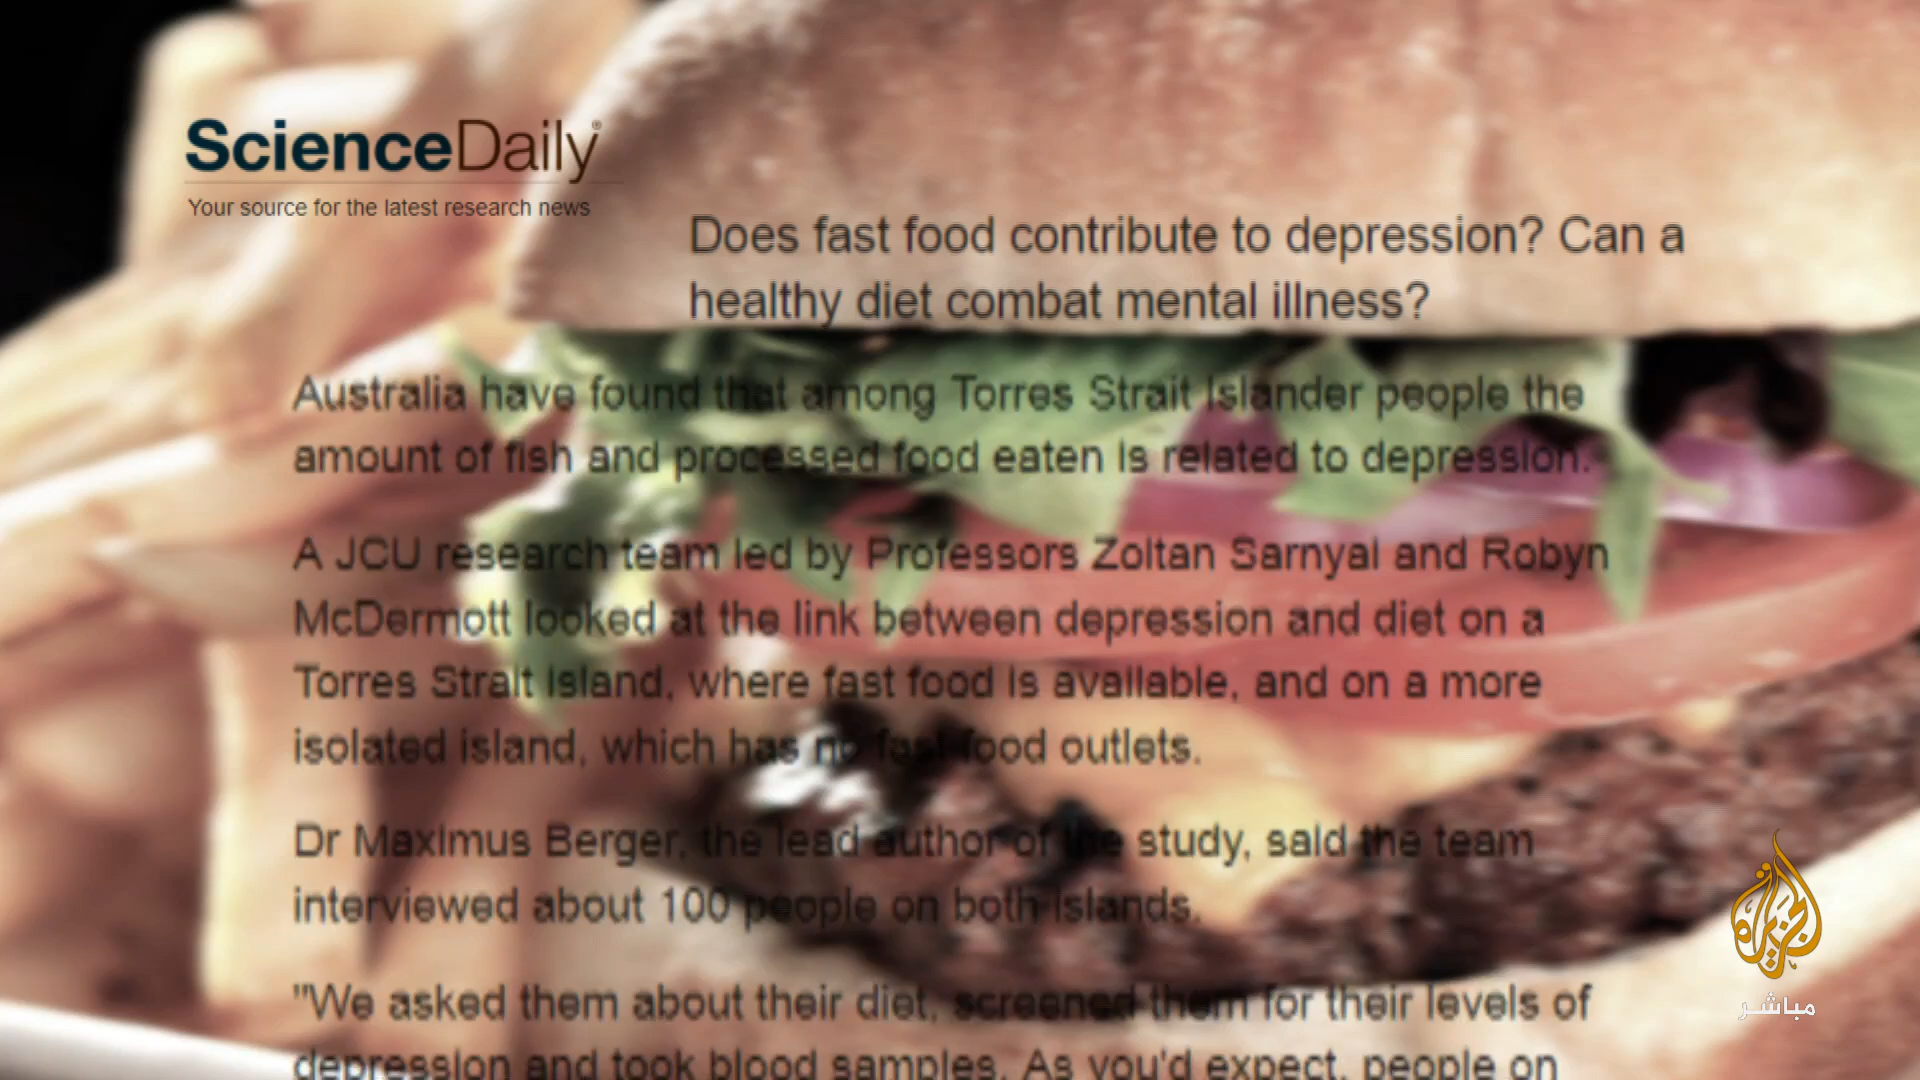 ScienceDaily®
Your source for the latest research news
Does fast food contribute to depression? Can a
healthy diet combat mental illness?
Australia have found that among Torres Strait Islander people the
amount of fish and processed food eaten is related to depression.
A JCU research team led by Professors Zoltan Sarnyai and Robyn
McDermott looked at the link between depression and diet on a
Torres Strait island, where fast food is available, and on a more
isolated island, which has no fast food outlets.
Dr Maximus Berger, the lead author of the study, said the team
interviewed about 100 people on both islands.
"We asked them about their diet, screened them for their levels of
depression and took blood samples. As you'd expect, people on
الجزيرة
مباشر